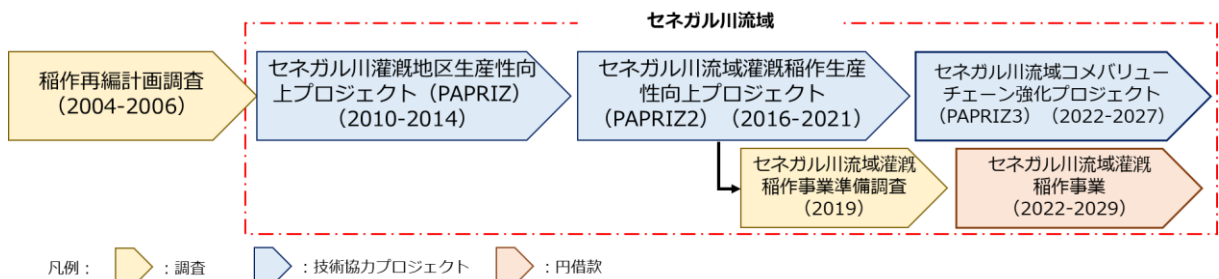 セネガル川流域
稲作再編計画調査
(2004-2006)
セネガル川灌漑地区生産性向
上プロジェクト（PAPRIZ）
(2010-2014)
セネガル川流域灌漑稲作生産
性向上プロジェクト
(PAPRIZ2）（2016-2021)
セネガル川流域コメバリュー
チェーン強化プロジェクト
(PAPRIZ3）（2022-2027)
セネガル川流域灌漑
稲作事業準備調査
(2019)
セネガル川流域灌漑
稲作事業
(2022-2029)
凡例： ：調査 ：技術協力プロジェクト ：円借款